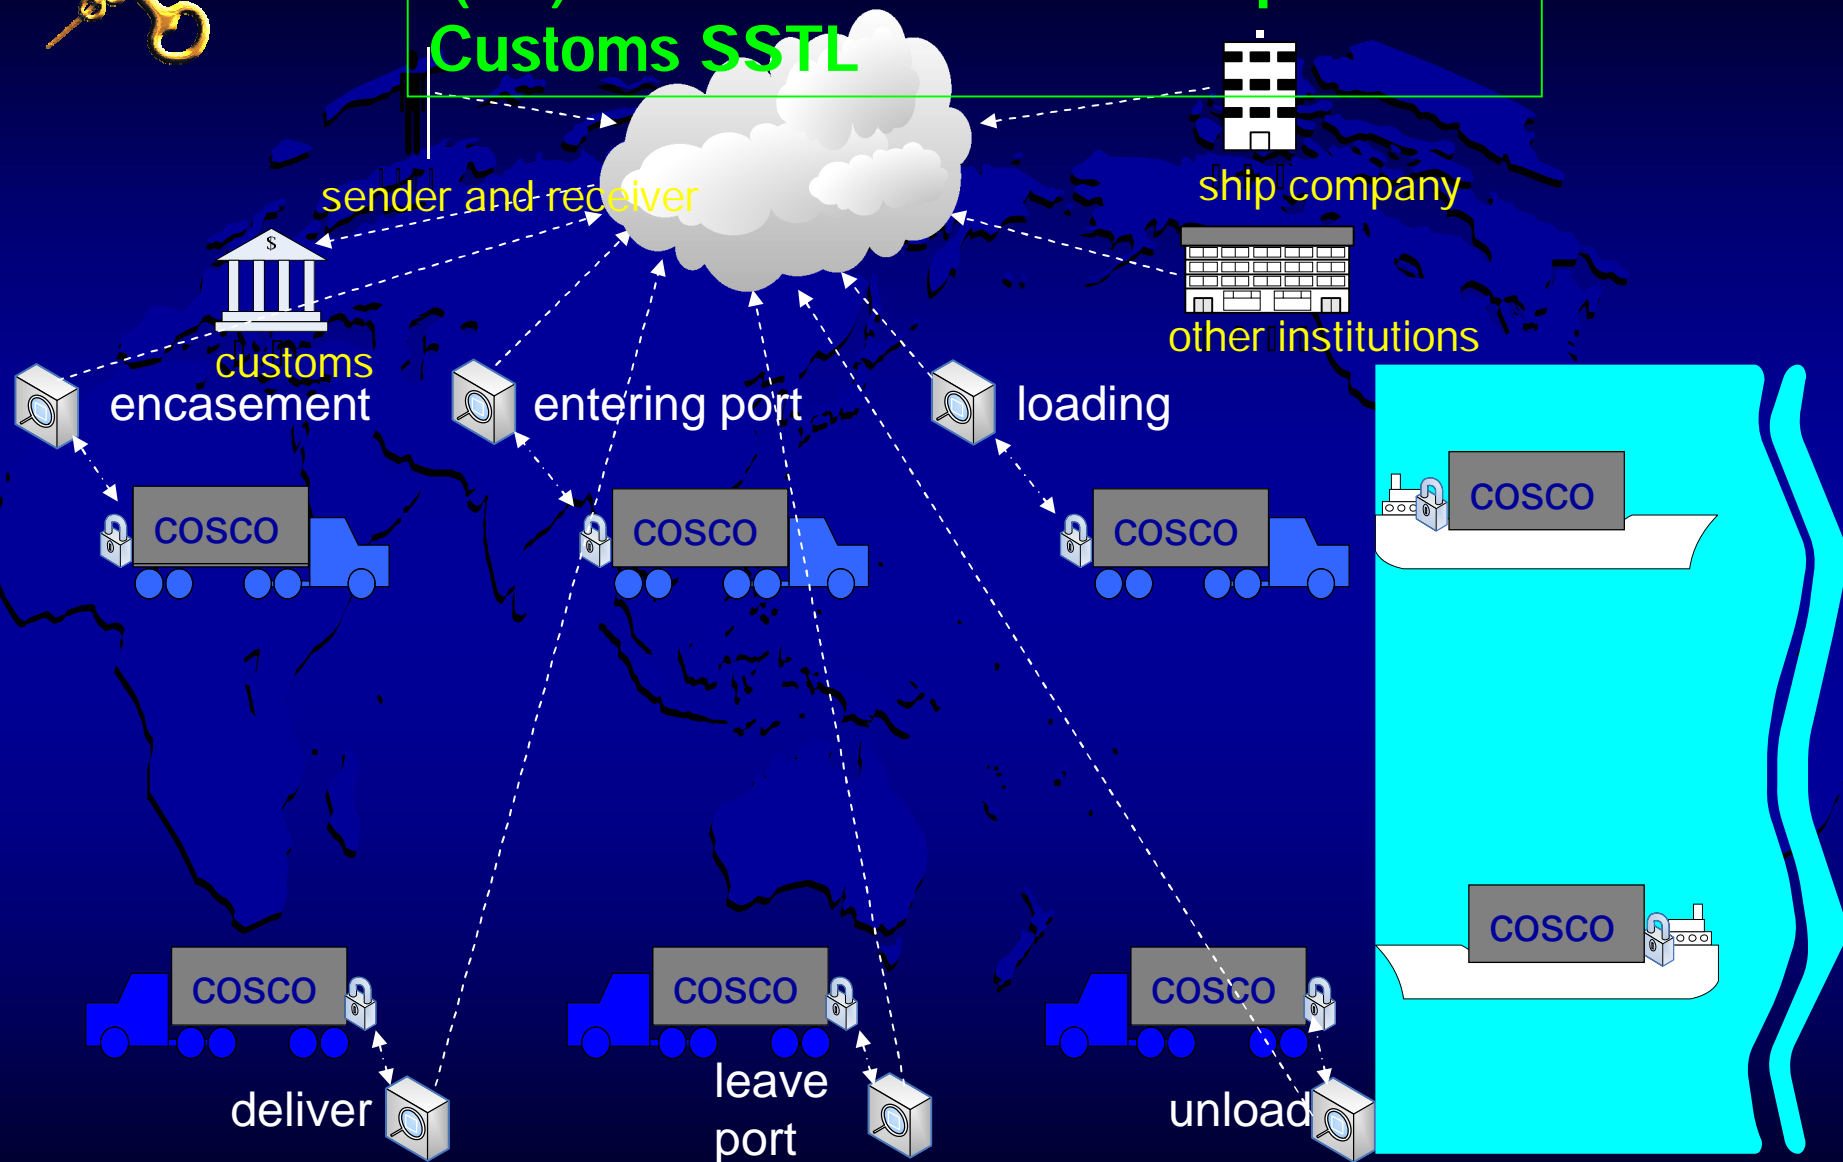 Customs SSTL
sender and receiver
ship company
$
customs
other institutions
encasement
entering port
loading
COSCO
COSCO
COSCO
COSCO
COSCO
COSCO
COSCO
COSCO
deliver
leave
port
unload